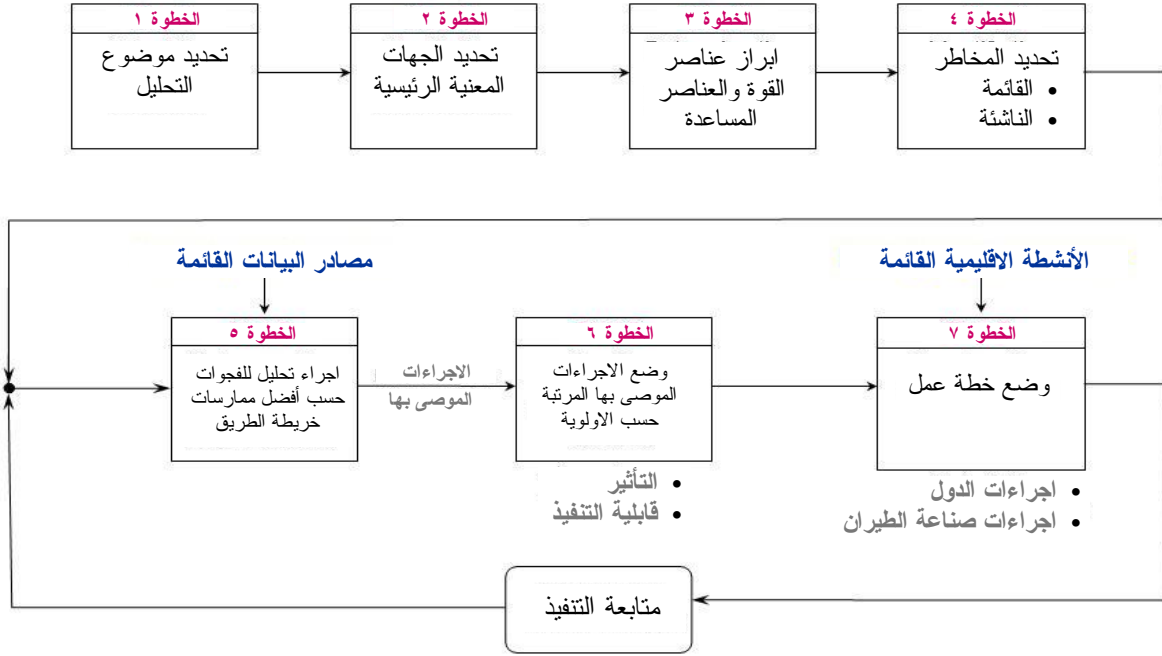 الخطوة ١
تحديد موضوع
التحليل
الخطوة ٢
تحديد الجهات
المعنية الرئيسية
الخطوة ٣
ابراز عناصر
القوة والعناصر
المساعدة
الخطوة ٤
تحديد المخاطر
• القائمة
• الناشئة
مصادر البيانات القائمة
الخطوة ٥
اجراء تحليل للفجوات
حسب أفضل ممارسات
خريطة الطريق
الاجراءات
الموصى بها
الخطوة ٦
وضع الاجراءات
الموصى بها المرتبة
حسب الاولوية
• التأثير
• قابلية التنفيذ
الأنشطة الاقليمية القائمة
الخطوة ٧
وضع خطة عمل
• اجراءات الدول
• اجراءات صناعة الطيران
متابعة التنفيذ